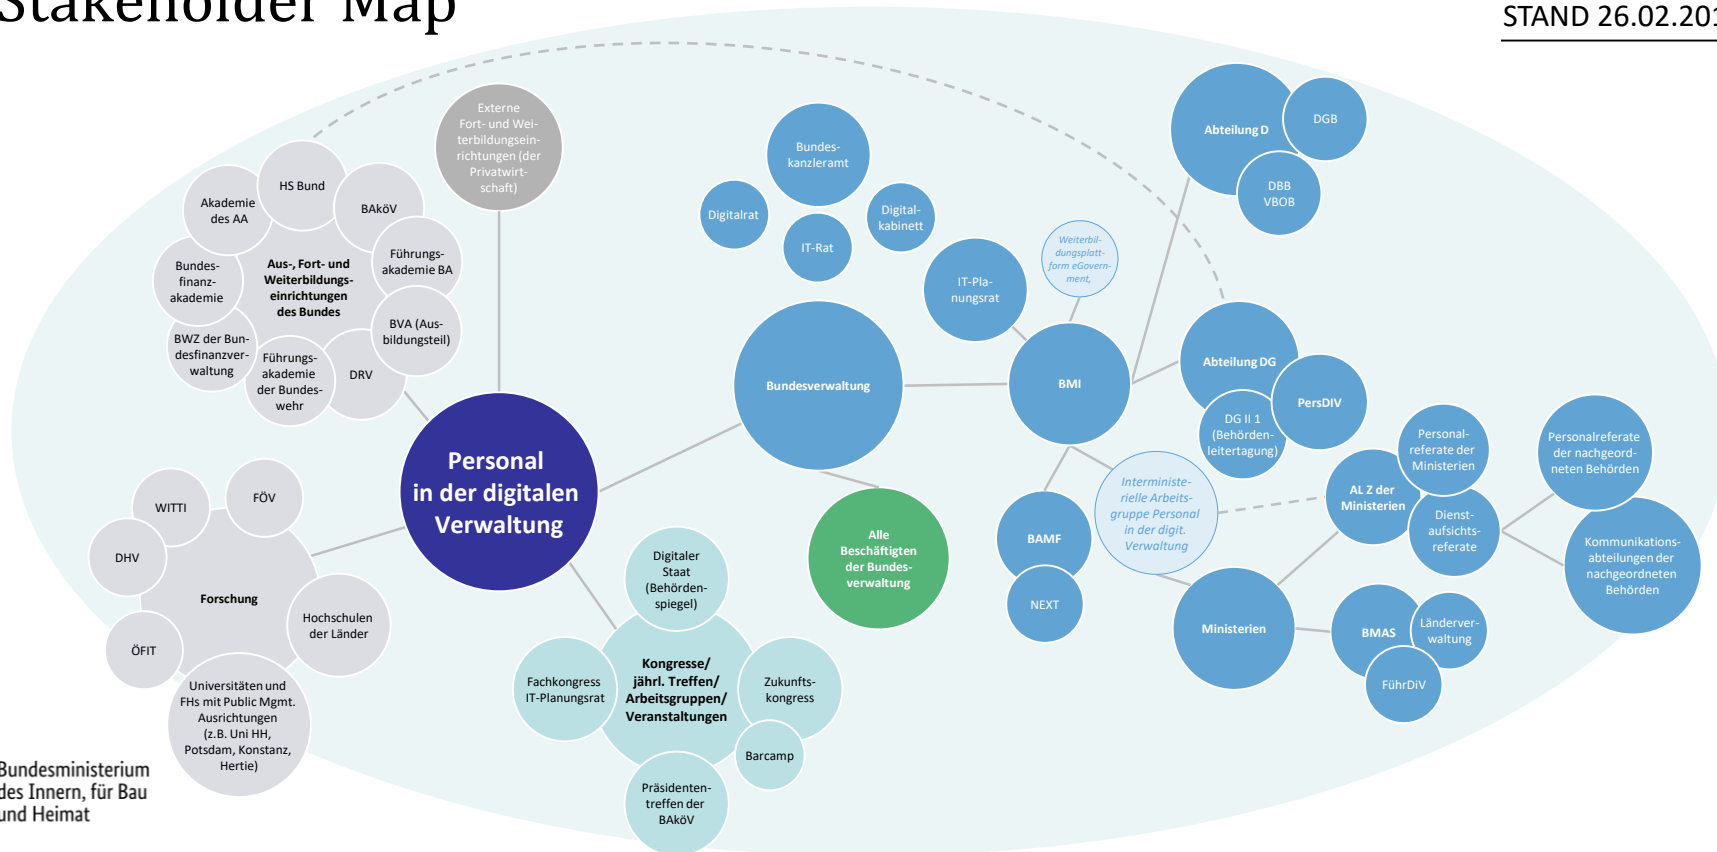 Stakeholder Map
STAND 26.02.201
Externe
Fort- und Wei-
terbildungsein-
richtungen (der
Privatwirt-
schaft)
HS Bund
Akademie
des AA
BAköV
Führungs-
akademie BA
Bundes-
finanz-
akademie
Aus-, Fort- und
Weiterbildungs-
einrichtungen
des Bundes
BVA (Aus-
bildungsteil)
BWZ der Bun-
desfinanzver-
waltung
Führungs-
akademie
der Bundes-
wehr
DRV
Personal
in der digitalen
Verwaltung
WITTI
FÖV
DHV
Forschung
Hochschulen
der Länder
ÖFIT
Universitäten und
FHs mit Public Mgmt.
Ausrichtungen
(z.B. Uni HH,
Potsdam, Konstanz,
Hertie)
Digitaler
Staat
(Behörden-
spiegel)
Kongresse/
jährl. Treffen/
Arbeitsgruppen/
Veranstaltungen
Fachkongress
IT-Planungsrat
Zukunfts-
kongress
Barcamp
Präsidenten-
treffen der
BAköV
Bundes-
kanzleramt
Digitalrat
Digital-
kabinett
IT-Rat
IT-Pla-
nungsrat
Weiterbil-
dungsplatt-
form eGovern-
ment,
Bundesverwaltung
BMI
Alle
Beschäftigten
der Bundes-
verwaltung
Abteilung D
DGB
DBB
VBOB
Abteilung DG
PersDIV
DG II 1
(Behörden-
leitertagung)
Interministe-
rielle Arbeits-
gruppe Personal
in der digit.
Verwaltung
BAMF
NEXT
AL Z der
Ministerien
Personal-
referate der
Ministerien
Dienst-
aufsichts-
referate
Personalreferate
der nachgeord-
neten Behörden
Kommunikations-
abteilungen der
nachgeordneten
Behörden
Ministerien
BMAS
Länderver-
waltung
FührDiV
Bundesministerium
des Innern, für Bau
und Heimat